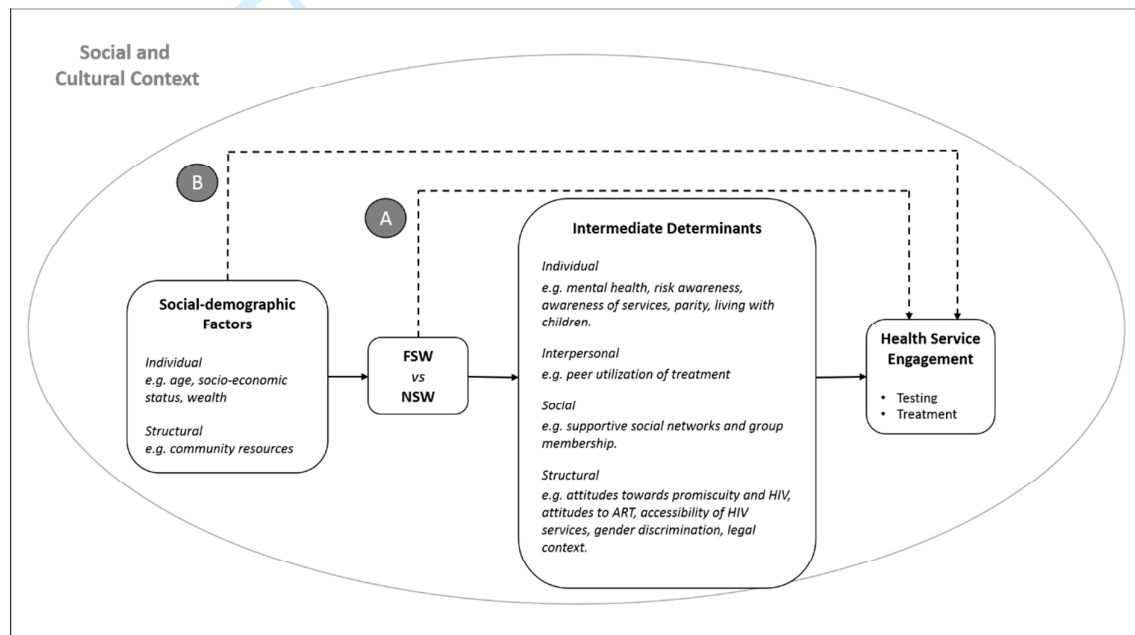 Social and
Cultural Context
B
A
Social-demographic
Factors
Individual
e.g. age, socio-economic
status, wealth
Structural
e.g. community resources
FSW
vs
NSW
Intermediate Determinants
Individual
e.g. mental health, risk awareness,
awareness of services, parity, living with
children.
Interpersonal
e.g. peer utilization of treatment
Social
e.g. supportive social networks and group
membership.
Structural
e.g. attitudes towards promiscuity and HIV,
attitudes to ART, accessibility of HIV
services, gender discrimination, legal
context.
Health Service
Engagement
• Testing
• Treatment